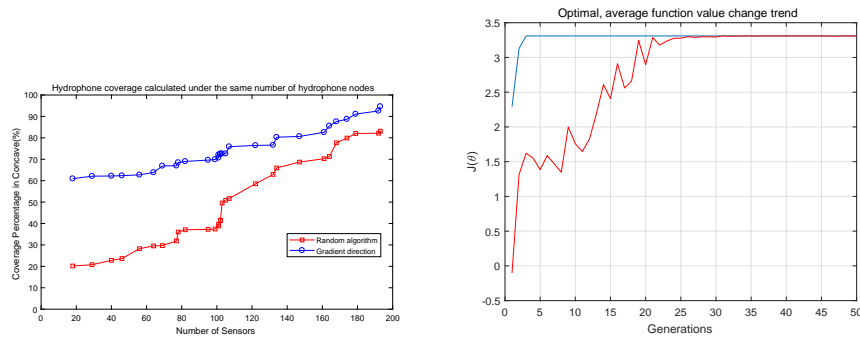 Hydrophone coverage calculated under the same number of hydrophone nodes
100
90
80
70
60
50
40
30
20
10
0
Coverage Percentage in Concave(%)
Random algorithm
Gradient direction
0 20 40 60 80 100 120 140 160 180 200
Number of Sensors
Optimal, average function value change trend
3.5
3
2.5
2
1.5
1
0.5
0
-0.5
J(θ)
0 5 10 15 20 25 30 35 40 45 50
Generations